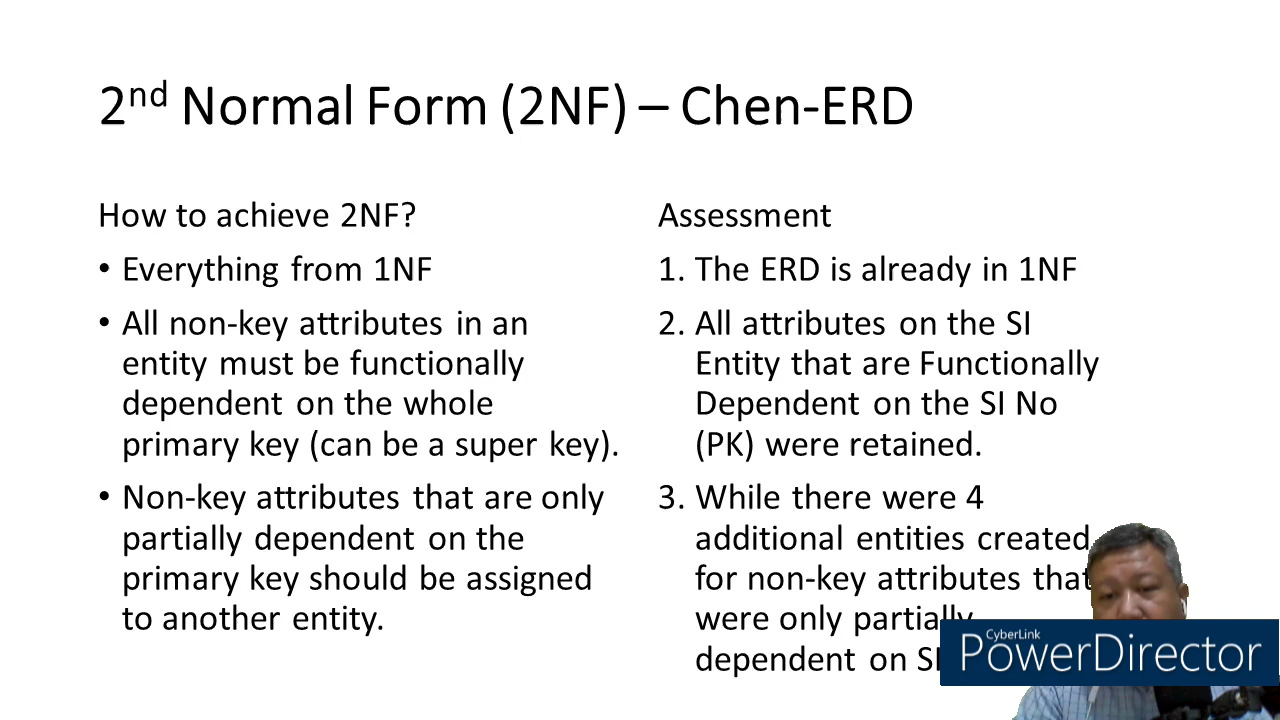 2nd Normal Form (2NF) – Chen-ERD
How to achieve 2NF?
• Everything from 1NF
• All non-key attributes in an
entity must be functionally
dependent on the whole
primary key (can be a super key).
• Non-key attributes that are only
partially dependent on the
primary key should be assigned
to another entity.
Assessment
1. The ERD is already in 1NF
2. All attributes on the SI
Entity that are Functionally
Dependent on the SI No
(PK) were retained.
3. While there were 4
additional entities created
for non-key attributes that
were only partially
dependent on
CyberLink
PowerDirector